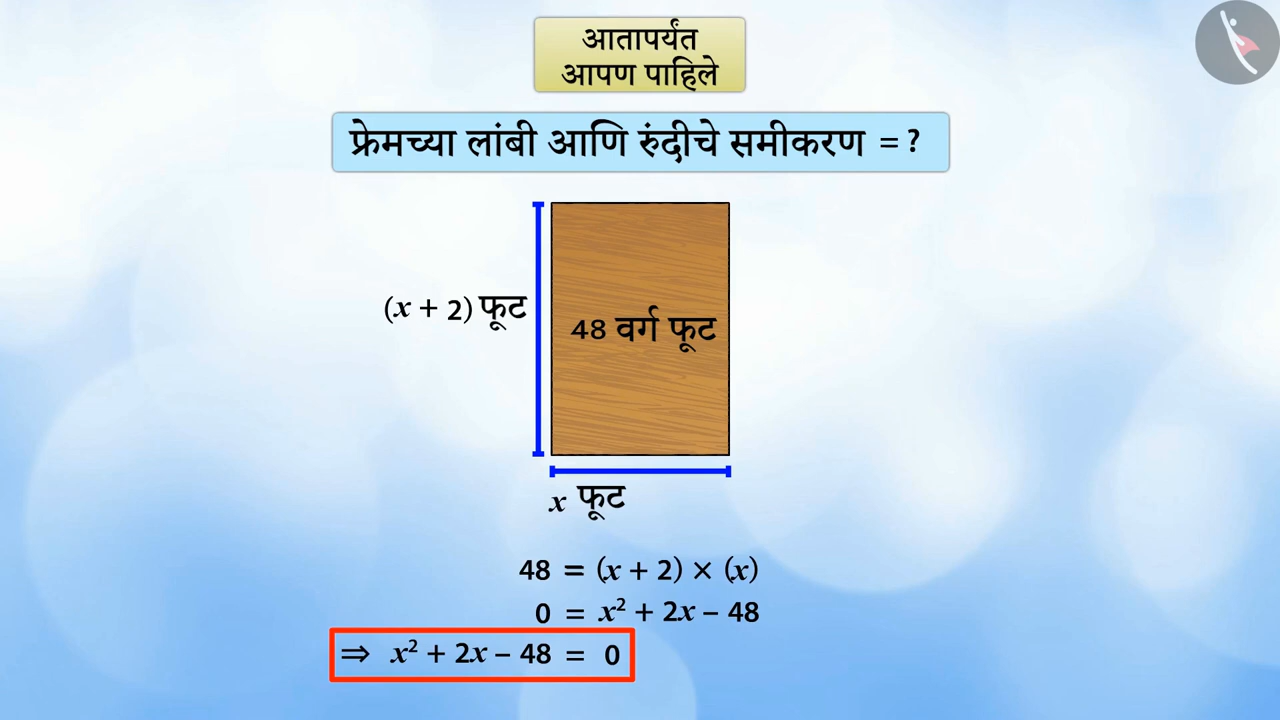 आतापर्यंत
आपण पाहिले
फ्रेमच्या लांबी आणि रुंदीचे समीकरण = ?
(x + 2) फूट
48 वर्ग फूट
x फूट
48 = (x + 2) × (x)
0 = x² + 2x – 48
⇒ x² + 2x – 48 = 0